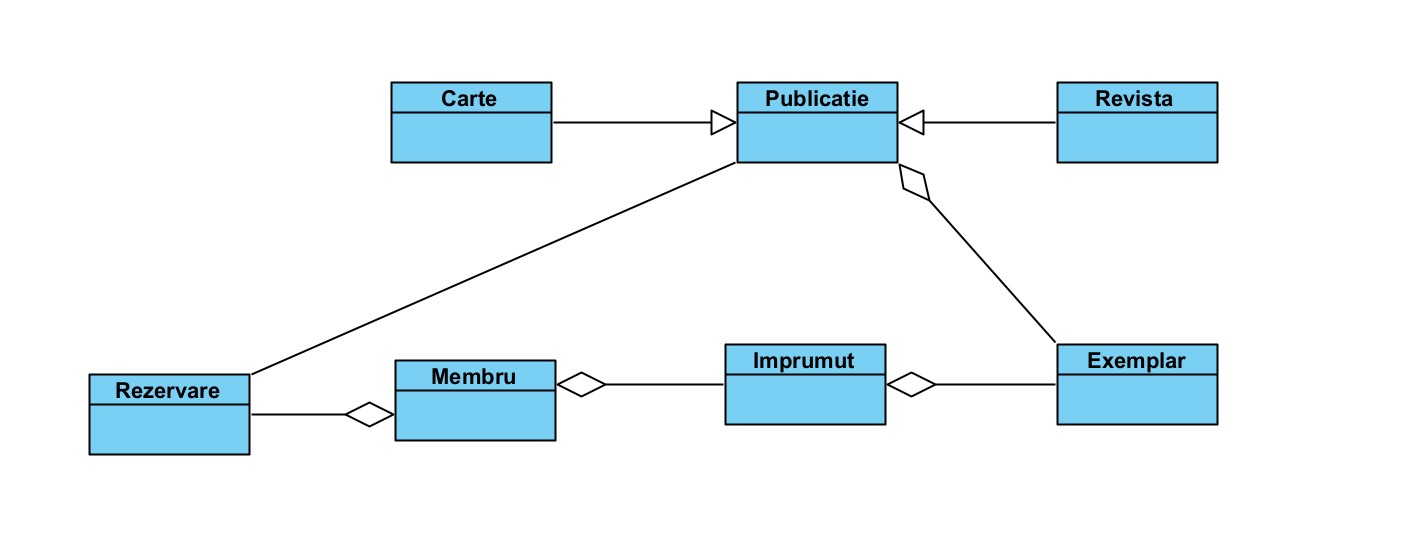 Carte
Publicatie
Revista
Rezervare
Membru
Imprumut
Exemplar